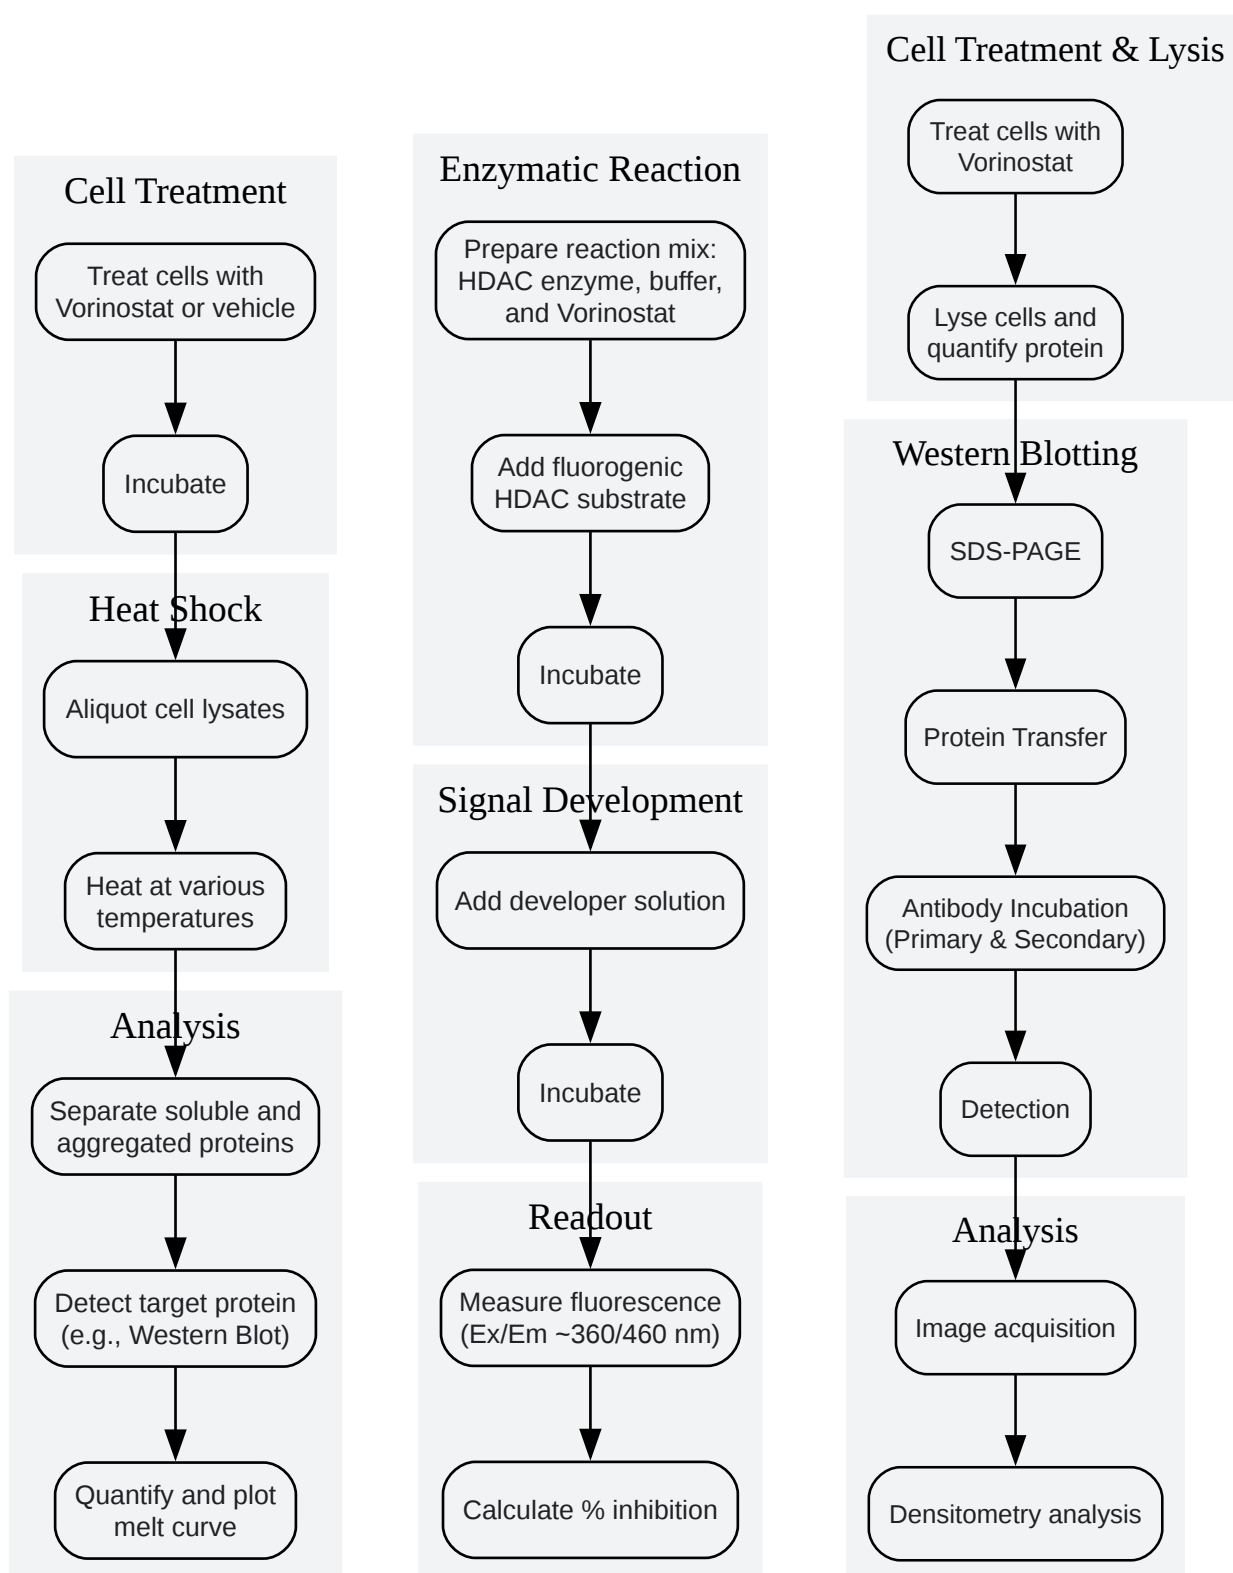 Cell Treatment
Treat cells with
Vorinostat or vehicle
Incubate
Heat Shock
Aliquot cell lysates
Heat at various
temperatures
Analysis
Separate soluble and
aggregated proteins
Detect target protein
(e.g., Western Blot)
Quantify and plot
melt curve
Enzymatic Reaction
Prepare reaction mix:
HDAC enzyme, buffer,
and Vorinostat
Add fluorogenic
HDAC substrate
Incubate
Signal Development
Add developer solution
Incubate
Readout
Measure fluorescence
(Ex/Em ~360/460 nm)
Calculate % inhibition
Cell Treatment & Lysis
Treat cells with
Vorinostat
Lyse cells and
quantify protein
Western Blotting
SDS-PAGE
Protein Transfer
Antibody Incubation
(Primary & Secondary)
Detection
Analysis
Image acquisition
Densitometry analysis